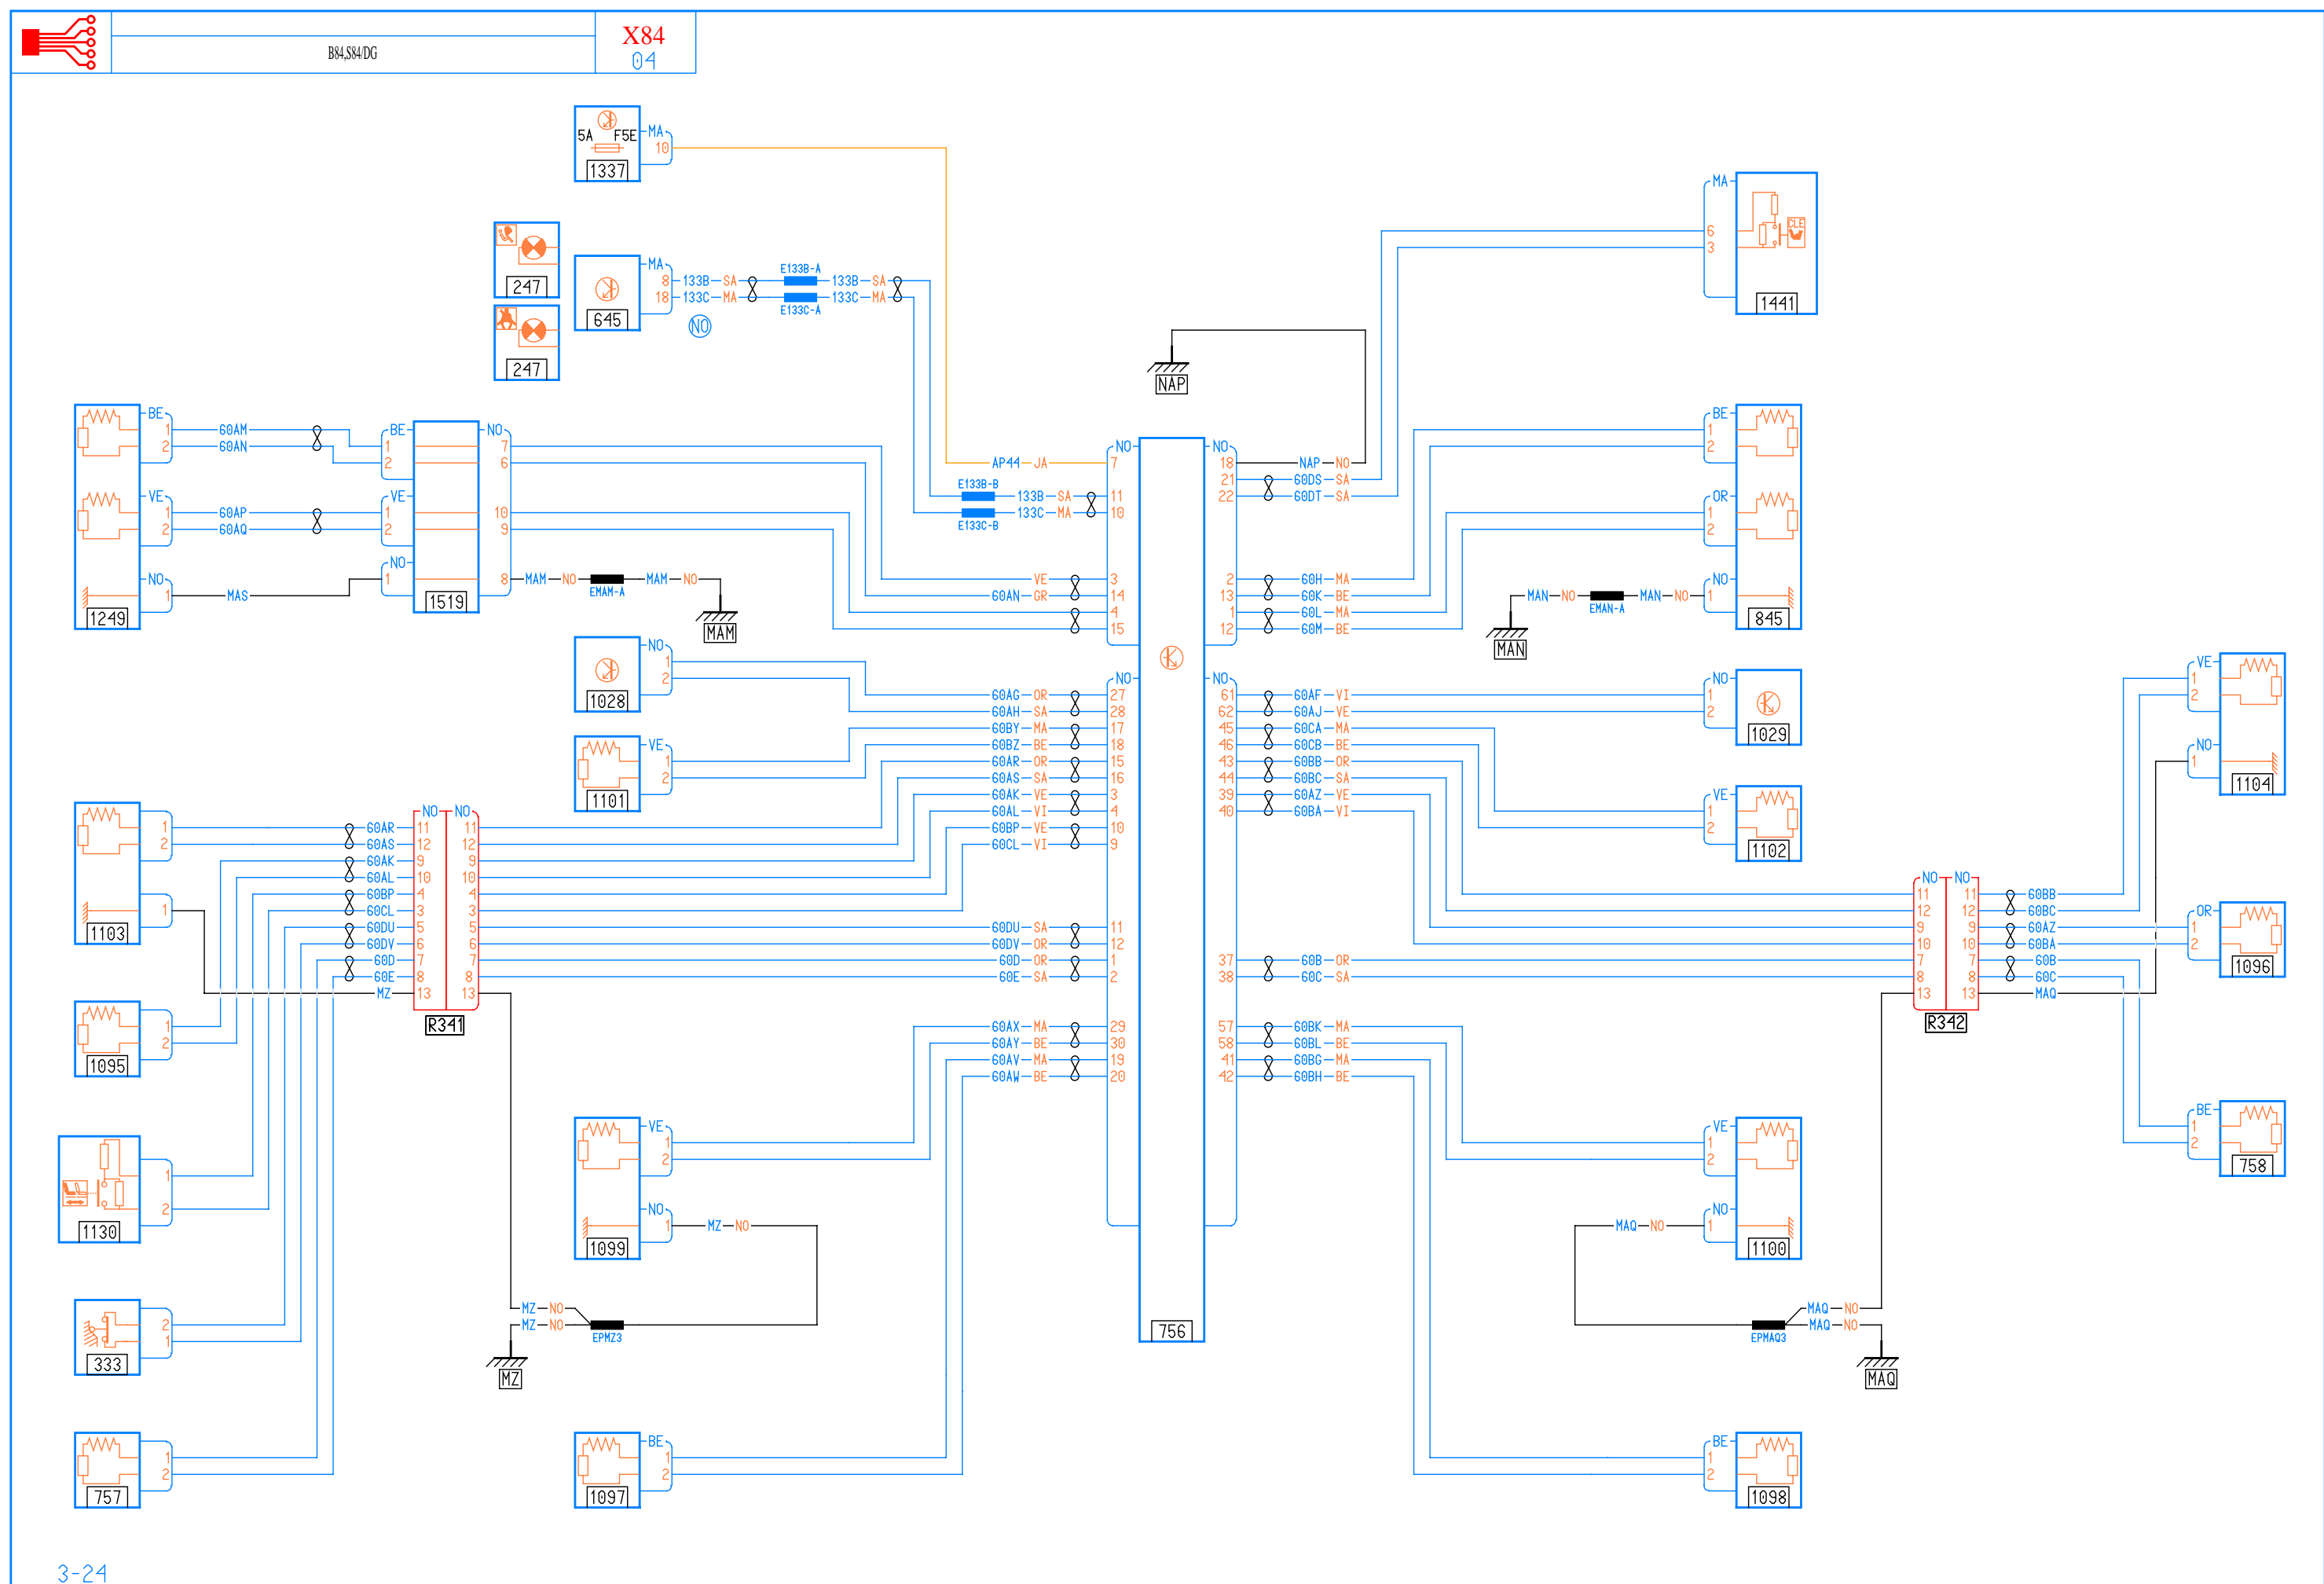 X84
B84,S84/DG
04
5A F5E
MA
10
1337
247
247
MA
8 133B SA E133B-A 133B SA
18 133C MA E133C-A 133C MA
645
NO
MA
6
3
CLE
1441
NAP
BE
1 60AM
2 60AN
VE
1 60AP
2 60AQ
NO
1 MAS
1249
BE
1
2
VE
1
2
NO
1
1519
NO
7
6
10
9
8 MAM NO EMAM-A MAM NO
MAM
NO
AP44 JA 7
E133B-B 133B SA 11
E133C-B 133C MA 10
VE 3
60AN GR 14
4
15
NO
18 NAP NO
21 60DS SA
22 60DT SA
2 60H MA
13 60K BE
1 60L MA
12 60M BE
BE
1
2
OR
1
2
MAN NO EMAN-A MAN NO
NO
1
845
MAN
NO
1
2
1028
VE
1
2
1101
NO
60AG OR 27
60AH SA 28
60BY MA 17
60BZ BE 18
60AR OR 15
60AS SA 16
60AK VE 3
60AL VI 4
60BP VE 10
60CL VI 9
60DU SA 11
60DV OR 12
60D OR 1
60E SA 2
60AX MA 29
60AY BE 30
60AV MA 19
60AW BE 20
NO
61 60AF VI
62 60AJ VE
45 60CA MA
46 60CB BE
43 60BB OR
44 60BC SA
39 60AZ VE
40 60BA VI
37 60B OR
38 60C SA
57 60BK MA
58 60BL BE
41 60BG MA
42 60BH BE
756
NO
1
2
1029
VE
1
2
1102
VE
1
2
NO
1
1104
1
2
1
1103
NO NO
60AR 11 11
60AS 12 12
60AK 9 9
60AL 10 10
60BP 4 4
60CL 3 3
60DU 5 5
60DV 6 6
60D 7 7
60E 8 8
MZ 13 13
R341
NO NO
11 11 60BB
12 12 60BC
9 9 60AZ
10 10 60BA
7 7 60B
8 8 60C
13 13 MAQ
R342
OR
1
2
1096
1
2
1095
BE
1
2
758
1
2
1130
VE
1
2
NO
1 MZ NO
1099
VE
1
2
MAQ NO
NO
1
1100
2
1
333
MZ NO
MZ NO
EPMZ3
MZ
MAQ NO
MAQ NO
EPMAQ3
MAQ
1
2
757
BE
1
2
1097
BE
1
2
1098
3-24